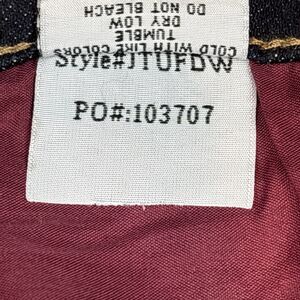 COLD WITH LIKE COLORS
TUMBLE
DRY LOW
DO NOT BLEACH
Style#JTUFDW
PO#:103707